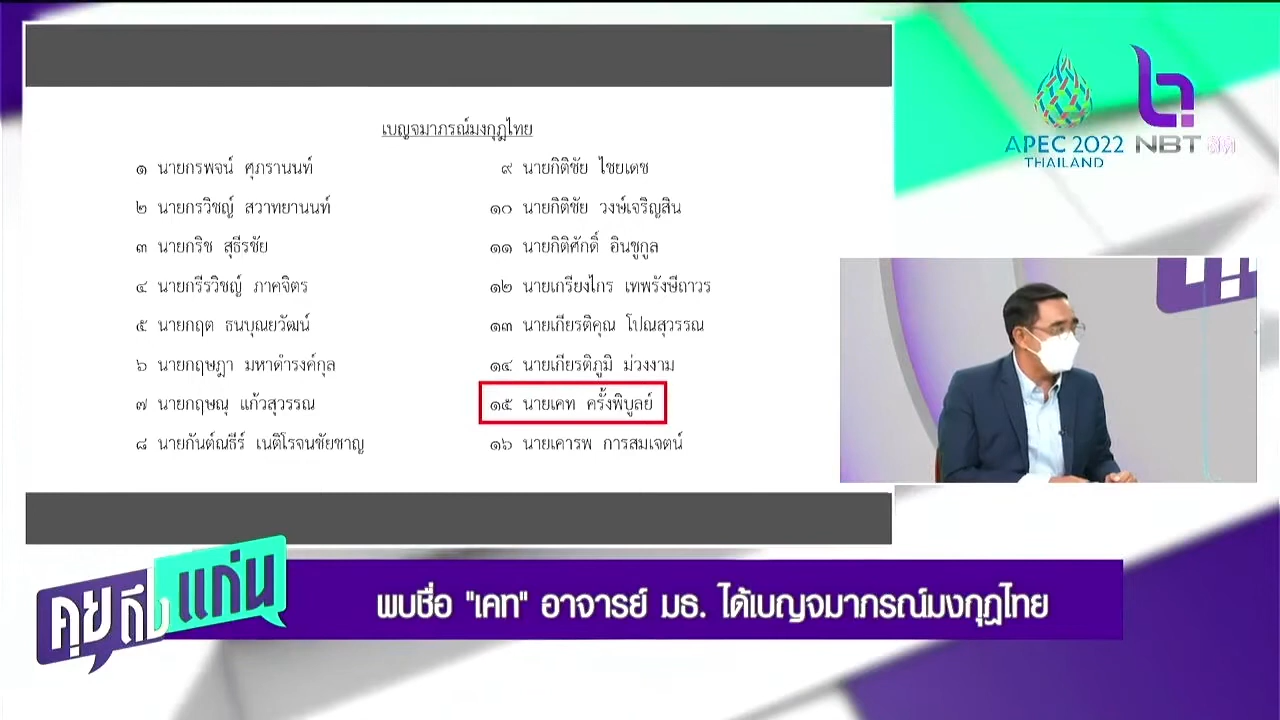 เบญจมาภรณ์มงกุฎไทย
๑ นายกรพจน์ ศุภรานนท์
๒ นายกรวิชญ์ สวาทยานนท์
๓ นายกริช สุธีรชัย
๔ นายกรีรวิชญ์ ภาคจิตร
๕ นายกฤต ธนบุณยวัฒน์
๖ นายกฤษฎา มหาดำรงค์กุล
๗ นายกฤษณุ แก้วสุวรรณ
๘ นายกันต์ณธีร์ เนติโรจนชัยชาญ
๙ นายกิติชัย ไชยเดช
๑๐ นายกิติชัย วงษ์เจริญสิน
๑๑ นายกิติศักดิ์ อินชูกูล
๑๒ นายเกรียงไกร เทพรังษีถาวร
๑๓ นายเกียรติคุณ โปณสุวรรณ
๑๔ นายเกียรติภูมิ ม่วงงาม
๑๕ นายเคท ครั้งพิบูลย์
๑๖ นายเคารพ การสมเจตน์
APEC 2022
THAILAND
NBT สด
คุยถึงแก่น
พบชื่อ "เคท" อาจารย์ มธ. ได้เบญจมาภรณ์มงกุฎไทย